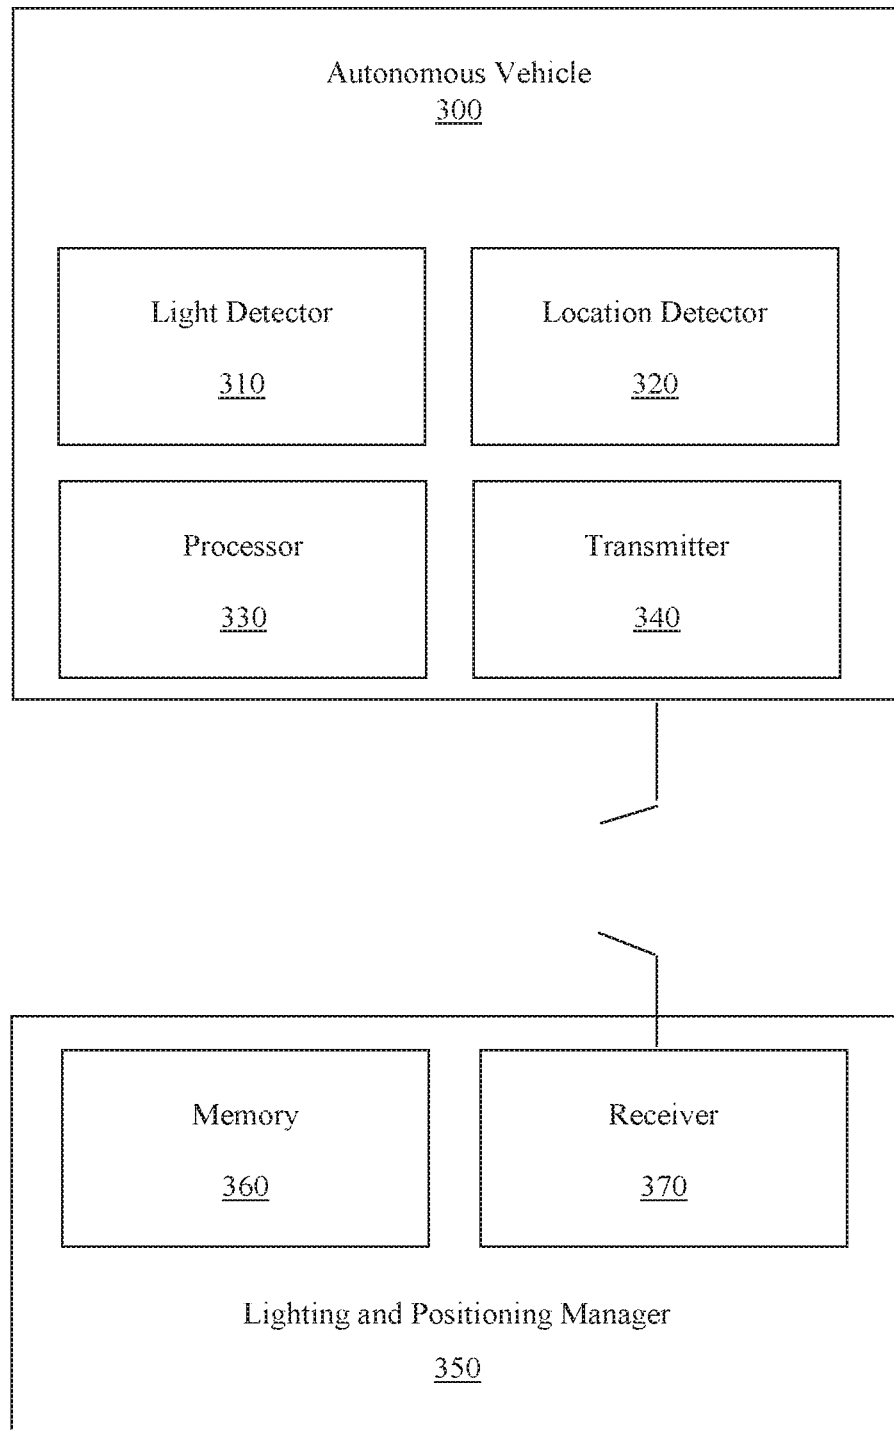 Autonomous Vehicle
300
Light Detector
310
Location Detector
320
Processor
330
Transmitter
340
Memory
360
Receiver
370
Lighting and Positioning Manager
350